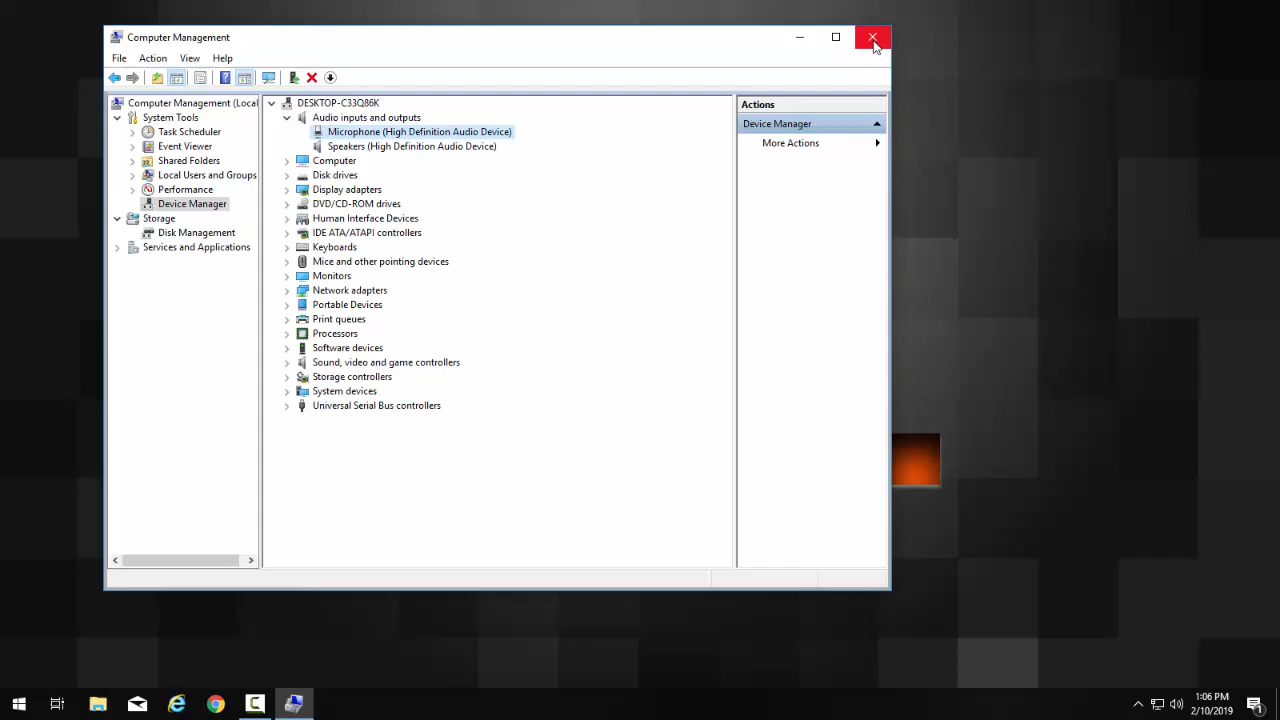 Computer Management
File Action View Help
Computer Management (Local
System Tools
Task Scheduler
Event Viewer
Shared Folders
Local Users and Groups
Performance
Device Manager
Storage
Disk Management
Services and Applications
DESKTOP-C33Q86K
Audio inputs and outputs
Microphone (High Definition Audio Device)
Speakers (High Definition Audio Device)
Computer
Disk drives
Display adapters
DVD/CD-ROM drives
Human Interface Devices
IDE ATA/ATAPI controllers
Keyboards
Mice and other pointing devices
Monitors
Network adapters
Portable Devices
Print queues
Processors
Software devices
Sound, video and game controllers
Storage controllers
System devices
Universal Serial Bus controllers
Actions
Device Manager
More Actions
1:06 PM
2/10/2019
1